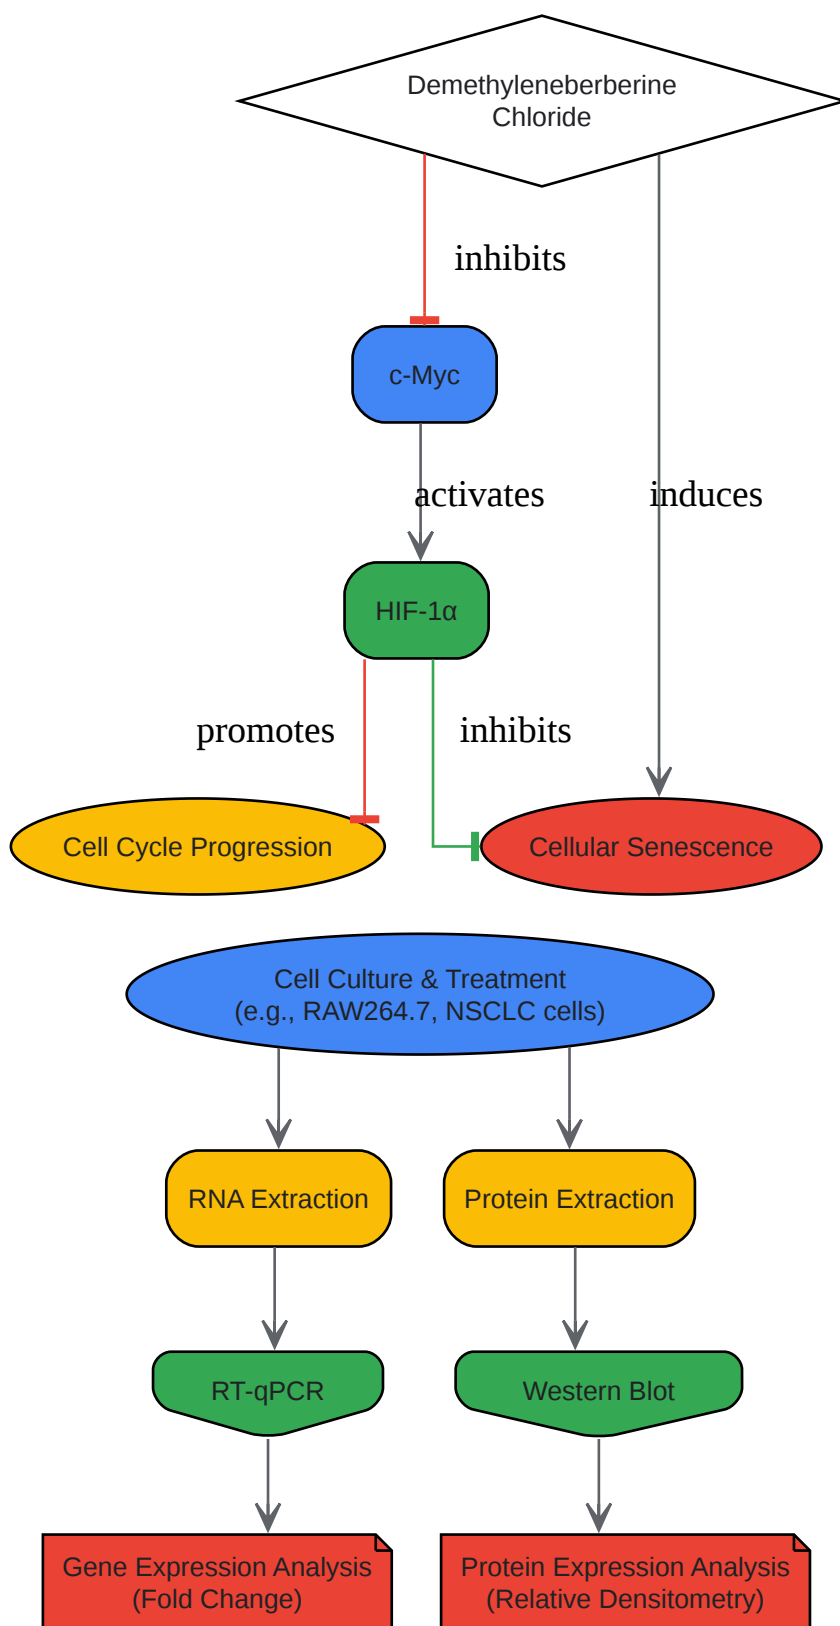 Demethyleneberberine
Chloride
inhibits
c-Myc
activates
induces
HIF-1α
promotes
inhibits
Cell Cycle Progression
Cellular Senescence
Cell Culture & Treatment
(e.g., RAW264.7, NSCLC cells)
RNA Extraction
Protein Extraction
RT-qPCR
Western Blot
Gene Expression Analysis
(Fold Change)
Protein Expression Analysis
(Relative Densitometry)